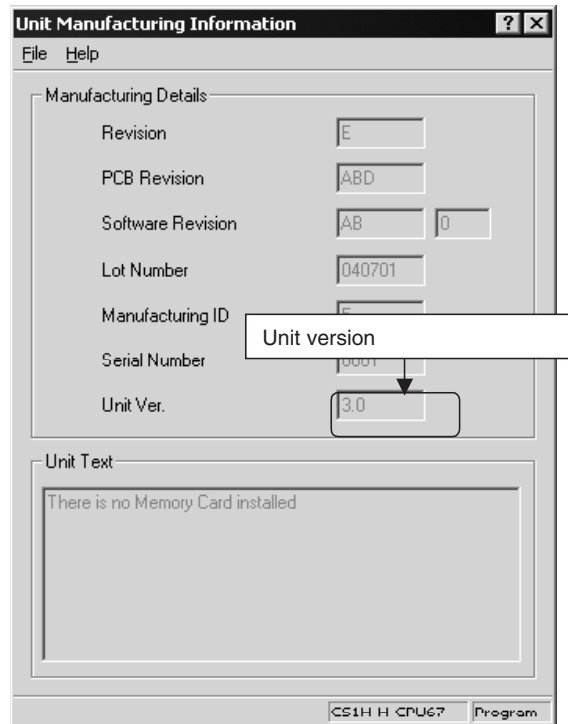 Unit Manufacturing Information
File Help
Manufacturing Details
Revision E
PCB Revision ABD
Software Revision AB 0
Lot Number 040701
Manufacturing ID
Unit version
Serial Number
Unit Ver. 3.0
Unit Text
There is no Memory Card installed
CS1H-H CPU67 Program